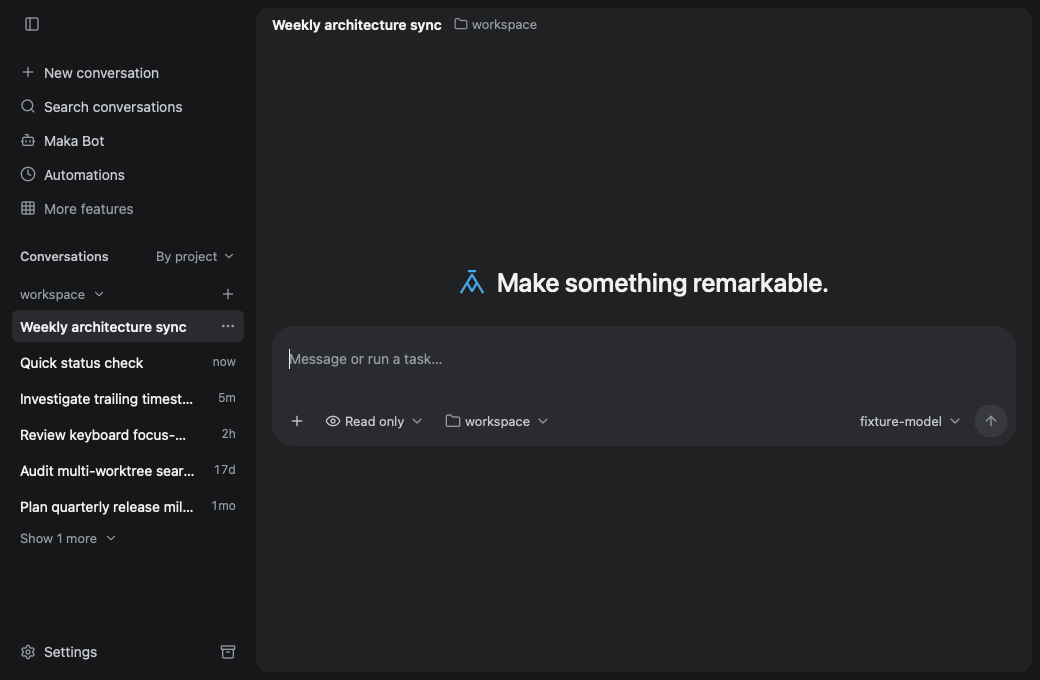 Weekly architecture sync workspace
New conversation
Search conversations
Maka Bot
Automations
More features
Conversations By project
workspace
Weekly architecture sync
Quick status check now
Investigate trailing timest... 5m
Review keyboard focus-... 2h
Audit multi-worktree sear... 17d
Plan quarterly release mil... 1mo
Show 1 more
Settings
Make something remarkable.
Message or run a task...
Read only workspace fixture-model